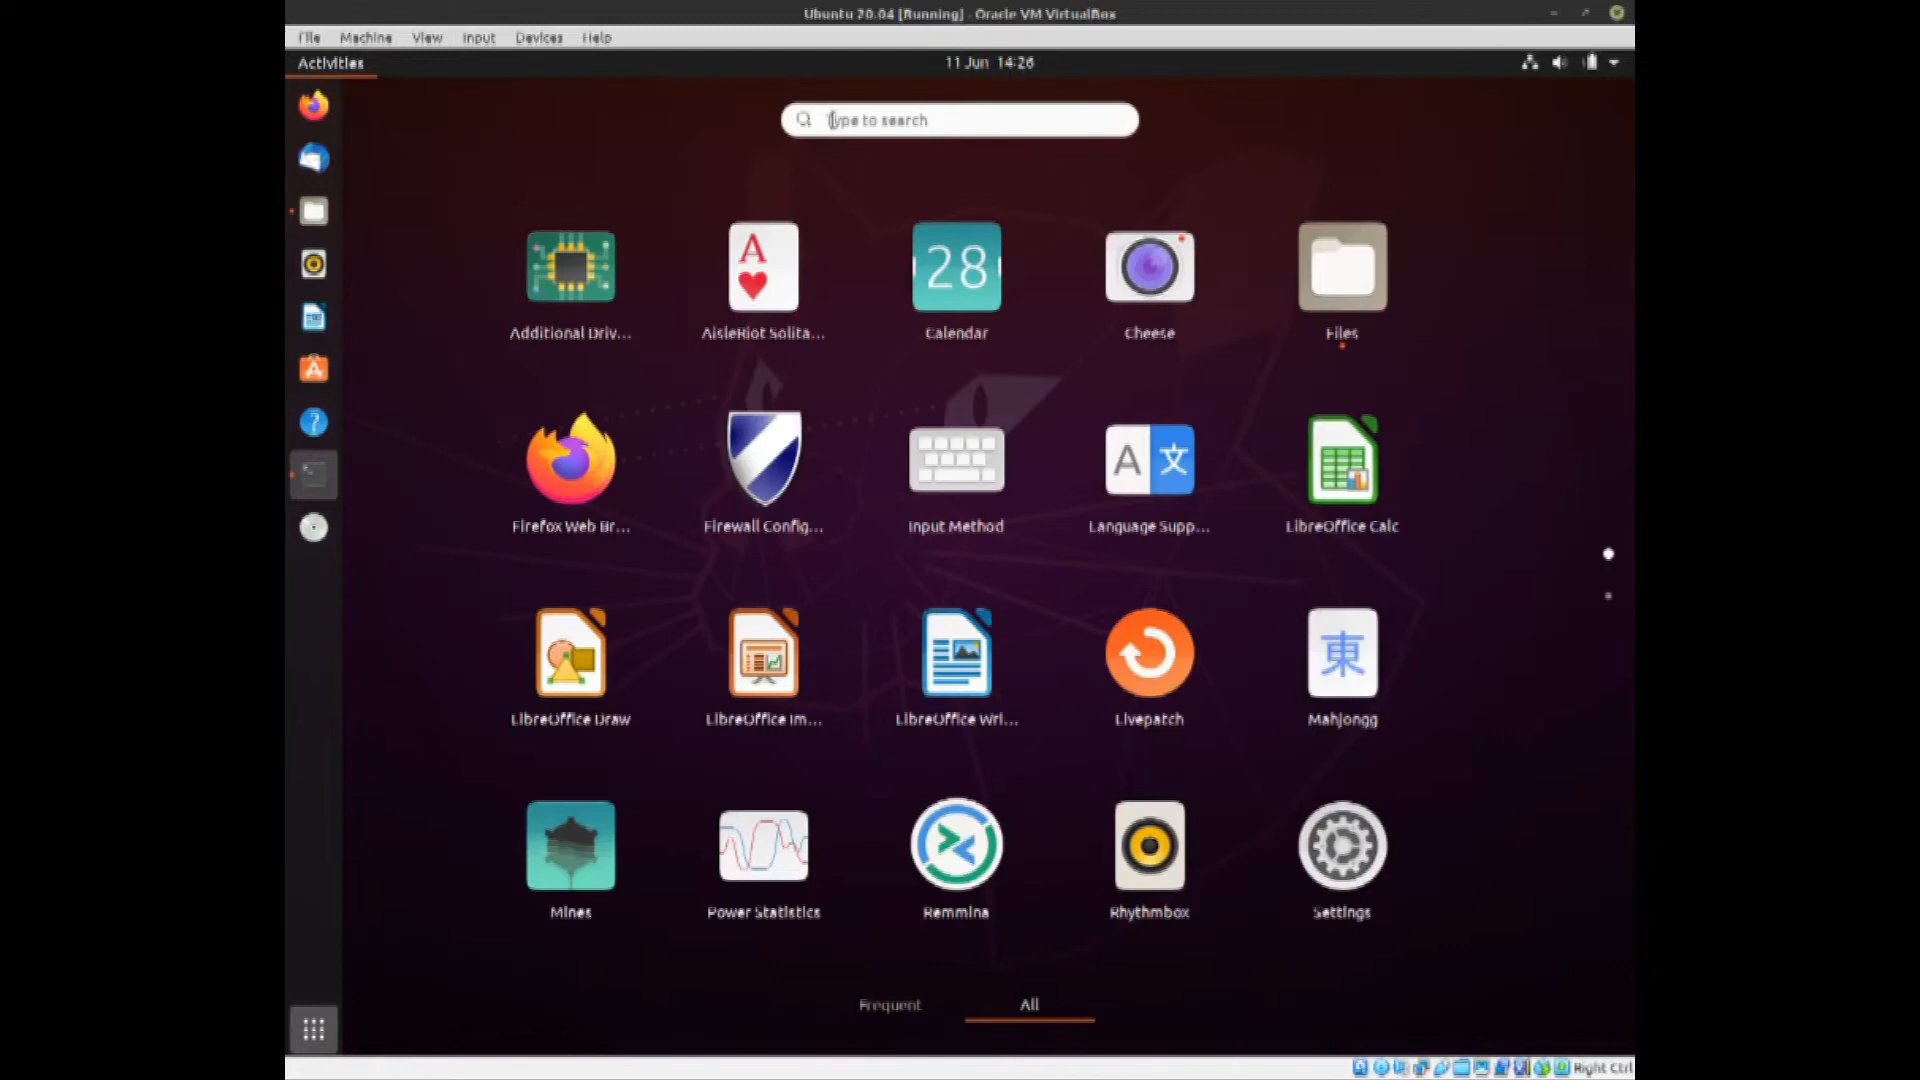 Ubuntu 20.04 [Running] - Oracle VM VirtualBox
File Machine View Input Devices Help
Activities
11 Jun 14:26
Type to search
A
28
Additional Driv...
AisleRiot Solita...
Calendar
Cheese
Files
A 文
Firefox Web Br...
Firewall Config...
Input Method
Language Supp...
LibreOffice Calc
東
LibreOffice Draw
LibreOffice Im...
LibreOffice Wri...
Livepatch
Mahjongg
Mines
Power Statistics
Remmina
Rhythmbox
Settings
Frequent
All
Right Ctrl